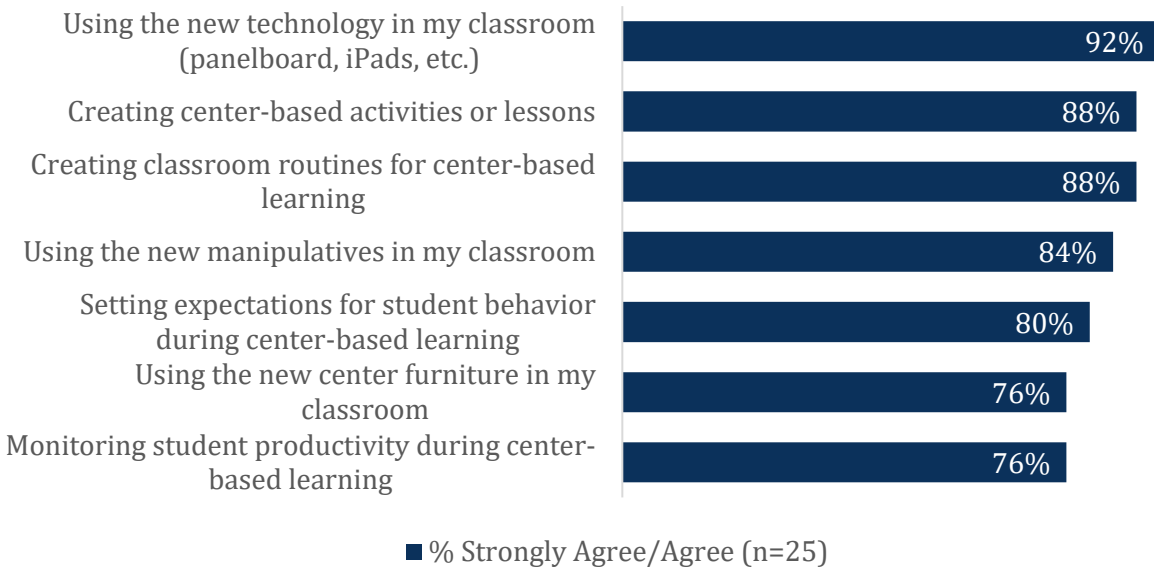 Using the new technology in my classroom
(panelboard, iPads, etc.)
92%
Creating center-based activities or lessons
88%
Creating classroom routines for center-based
learning
88%
Using the new manipulatives in my classroom
84%
Setting expectations for student behavior
during center-based learning
80%
Using the new center furniture in my
classroom
76%
Monitoring student productivity during center-
based learning
76%
% Strongly Agree/Agree (n=25)